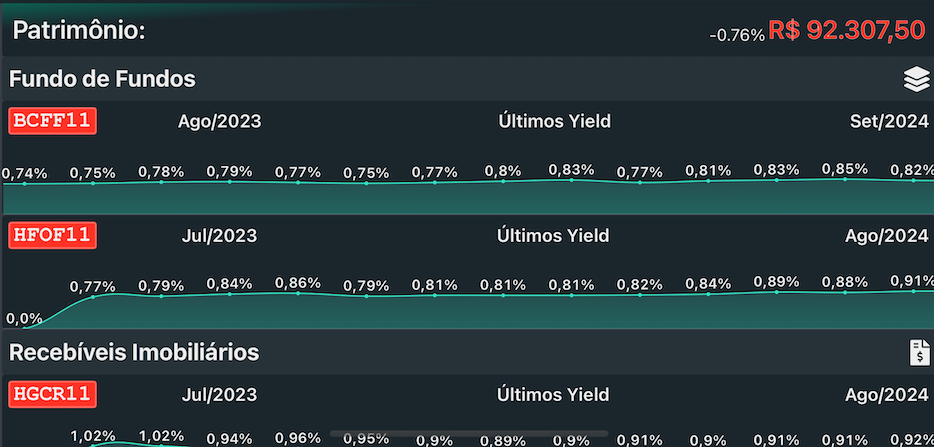 Patrimônio: -0.76% R$ 92.307,50
Fundo de Fundos
BCFF11 Ago/2023 Últimos Yield Set/2024
0,74% 0,75% 0,78% 0,79% 0,77% 0,75% 0,77% 0,8% 0,83% 0,77% 0,81% 0,83% 0,85% 0,82%
HFOF11 Jul/2023 Últimos Yield Ago/2024
0,0% 0,77% 0,79% 0,84% 0,86% 0,79% 0,81% 0,81% 0,81% 0,82% 0,84% 0,89% 0,88% 0,91%
Recebíveis Imobiliários
HGCR11 Jul/2023 Últimos Yield Ago/2024
1,02% 1,02% 0,94% 0,96% 0,95% 0,9% 0,89% 0,9% 0,91% 0,9% 0,91% 0,91% 0,92%